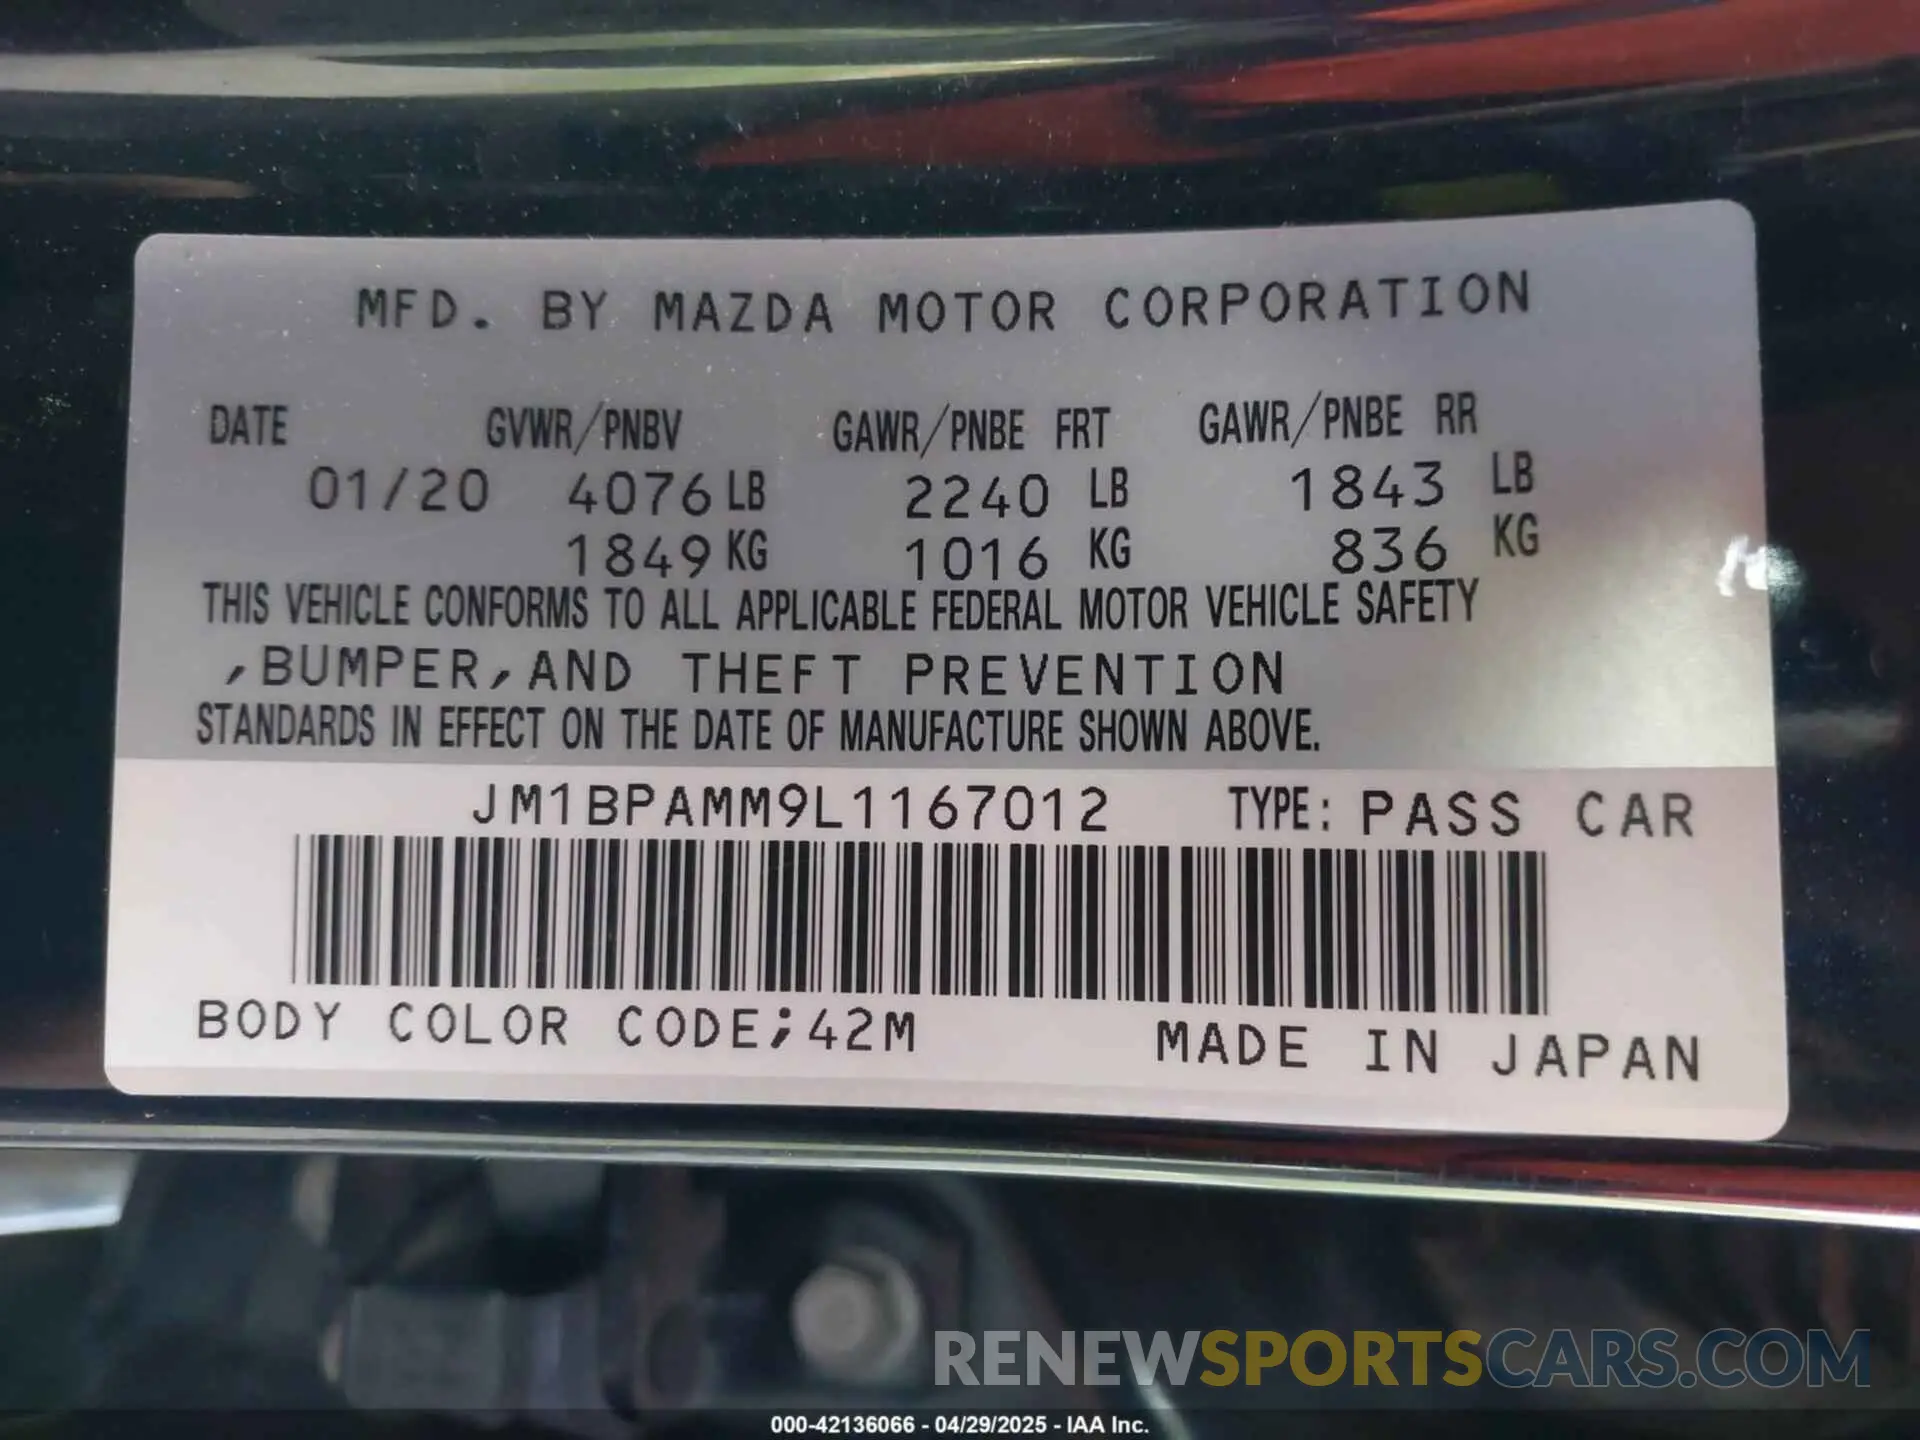 MFD. BY MAZDA MOTOR CORPORATION
DATE GVWR/PNBV GAWR/PNBE FRT GAWR/PNBE RR
01/20 4076 LB 2240 LB 1843 LB
1849 KG 1016 KG 836 KG
THIS VEHICLE CONFORMS TO ALL APPLICABLE FEDERAL MOTOR VEHICLE SAFETY
,BUMPER,AND THEFT PREVENTION
STANDARDS IN EFFECT ON THE DATE OF MANUFACTURE SHOWN ABOVE.
JM1BPAMM9L1167012 TYPE: PASS CAR
BODY COLOR CODE;42M MADE IN JAPAN
RENEWSPORTSCARS.COM
000-42136066 - 04/29/2025 - IAA Inc.